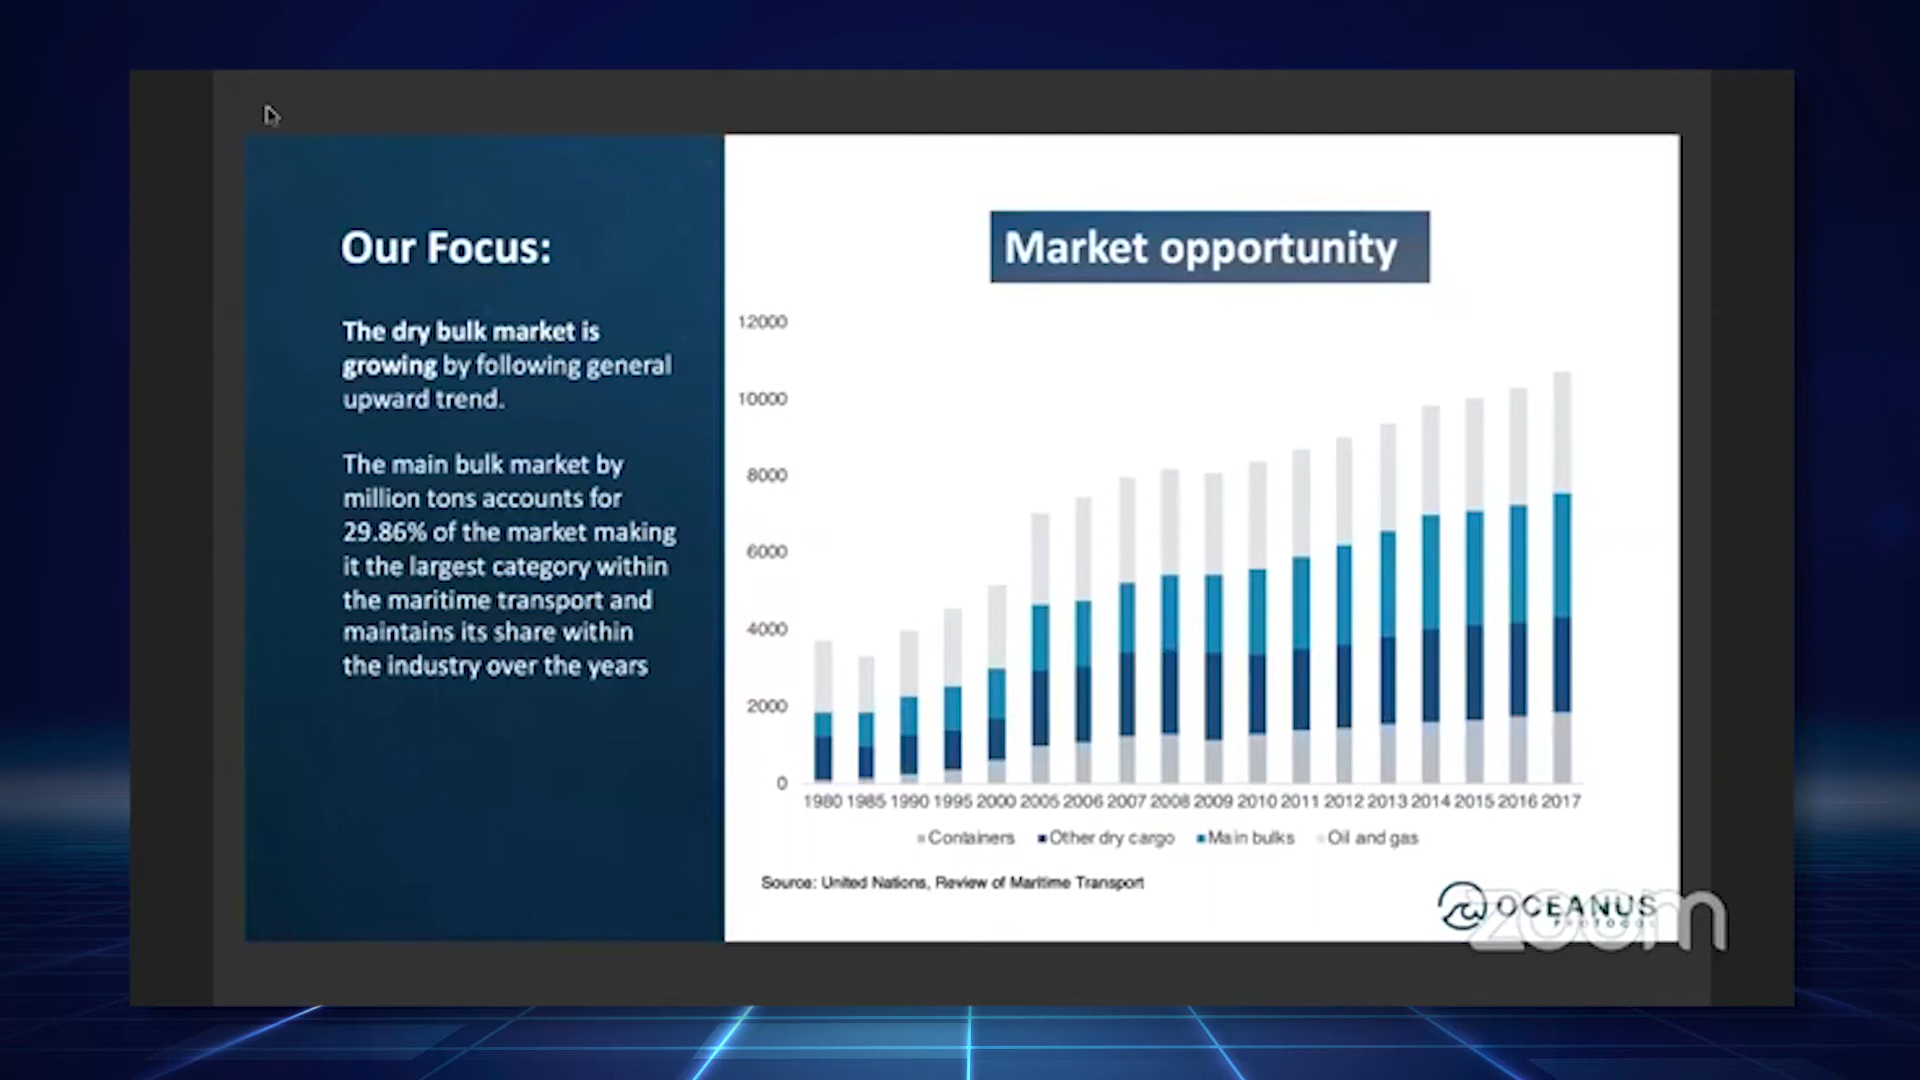 Our Focus:
The dry bulk market is
growing by following general
upward trend.
The main bulk market by
million tons accounts for
29.86% of the market making
it the largest category within
the maritime transport and
maintains its share within
the industry over the years
Market opportunity
12000
10000
8000
6000
4000
2000
0
1980 1985 1990 1995 2000 2005 2006 2007 2008 2009 2010 2011 2012 2013 2014 2015 2016 2017
Containers Other dry cargo Main bulks Oil and gas
Source: United Nations, Review of Maritime Transport
OCEANUS
PROTOCOL
zoom